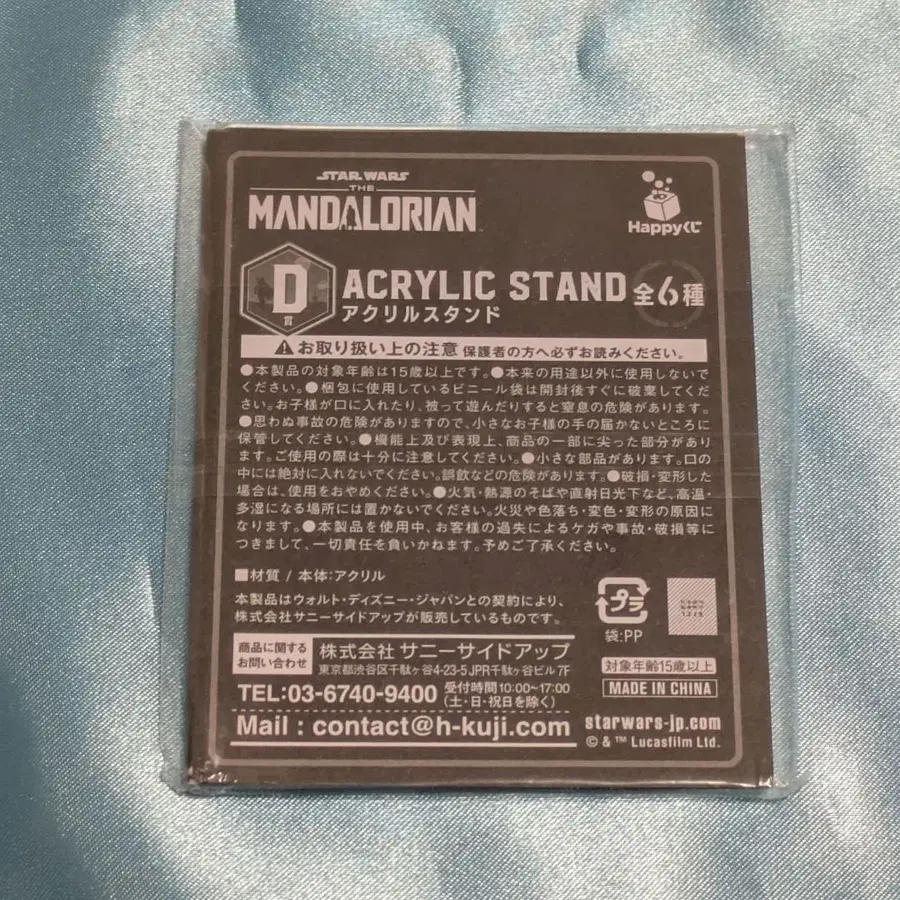 STAR WARS
THE
MANDALORIAN
Happyくじ
D賞
ACRYLIC STAND 全6種
アクリルスタンド
⚠お取り扱い上の注意 保護者の方へ必ずお読みください。
●本製品の対象年齢は15歳以上です。●本来の用途以外に使用しないで
ください。●梱包に使用しているビニール袋は開封後すぐに破棄してくだ
さい。お子様が口に入れたり、被って遊んだりすると窒息の危険があります。
●思わぬ事故の危険がありますので、小さなお子様の手の届かないところに
保管してください。●機能上及び表現上、商品の一部に尖った部分があり
ます。ご使用の際は十分に注意してください。●小さな部品があります。口の
中には絶対に入れないでください。誤飲などの危険があります。●破損・変形した
場合は、使用をおやめください。●火気・熱源のそばや直射日光下など、高温・
多湿になる場所には置かないでください。火災や色落ち・変色・変形の原因に
なります。●本製品を使用中、お客様の過失によるケガや事故・破損等に
つきまして、一切責任を負いかねます。予めご了承ください。
■材質 / 本体:アクリル
本製品はウォルト・ディズニー・ジャパンとの契約により、
株式会社サニーサイドアップが販売しているものです。
プラ
袋:PP
商品に関する
お問い合わせ
株式会社 サニーサイドアップ
東京都渋谷区千駄ヶ谷4-23-5 JPR千駄ヶ谷ビル 7F
TEL:03-6740-9400 受付時間10:00~17:00
(土・日・祝日を除く)
Mail : contact@h-kuji.com
対象年齢15歳以上
MADE IN CHINA
starwars-jp.com
© & ™ Lucasfilm Ltd.